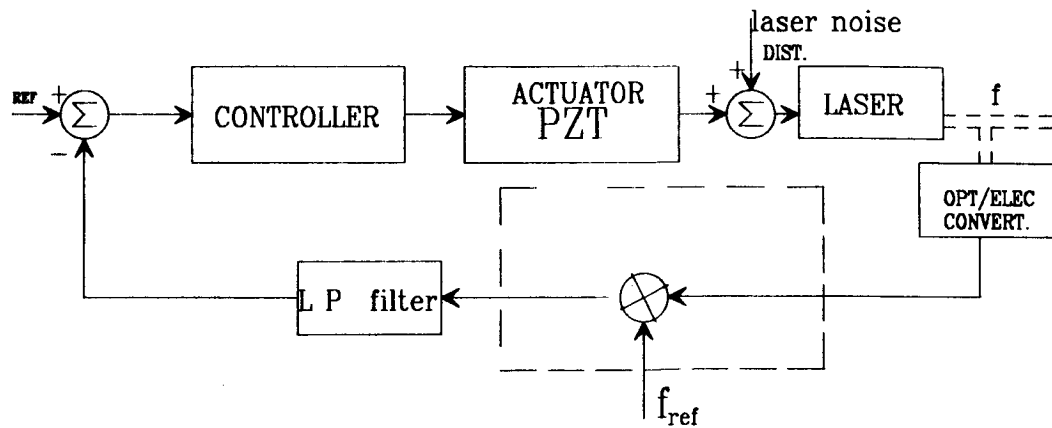 laser noise
DIST.
REF
+
Σ
−
CONTROLLER
ACTUATOR
PZT
+
+
Σ
LASER
f
OPT/ELEC
CONVERT.
L P filter
f_ref